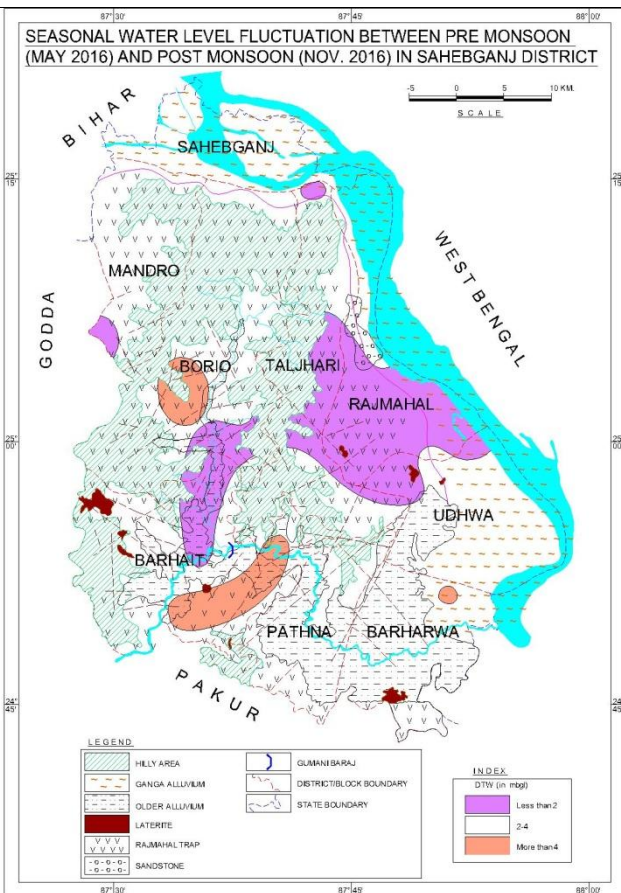 87°30'
87°45'
88°00'
SEASONAL WATER LEVEL FLUCTUATION BETWEEN PRE MONSOON
(MAY 2016) AND POST MONSOON (NOV. 2016) IN SAHEBGANJ DISTRICT
-5 0 5 10 KM.
SCALE
BIHAR
SAHEBGANJ
25°
15'
25°
15'
WEST BENGAL
MANDRO
GODDA
BORIO
TALJHARI
RAJMAHAL
25°
00'
25°
00'
UDHWA
BARHAIT
PATHNA
BARHARWA
PAKUR
24°
45'
24°
45'
LEGEND
HILLY AREA
GANGA ALLUVIUM
OLDER ALLUVIUM
LATERITE
RAJMAHAL TRAP
SANDSTONE
GUMANI BARAJ
DISTRICT/BLOCK BOUNDARY
STATE BOUNDARY
INDEX
DTW (in mbgl)
Less than 2
2-4
More than 4
87°30'
87°45'
88°00'